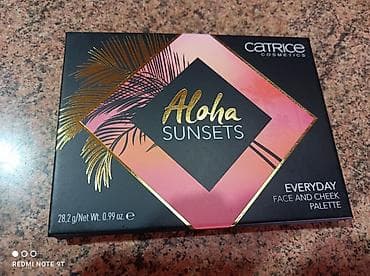 CATRICE
COSMETICS
Aloha
SUNSETS
EVERYDAY
FACE AND CHEEK
PALETTE
28,2 g/Net Wt. 0.99 oz. ℮
REDMI NOTE 9T